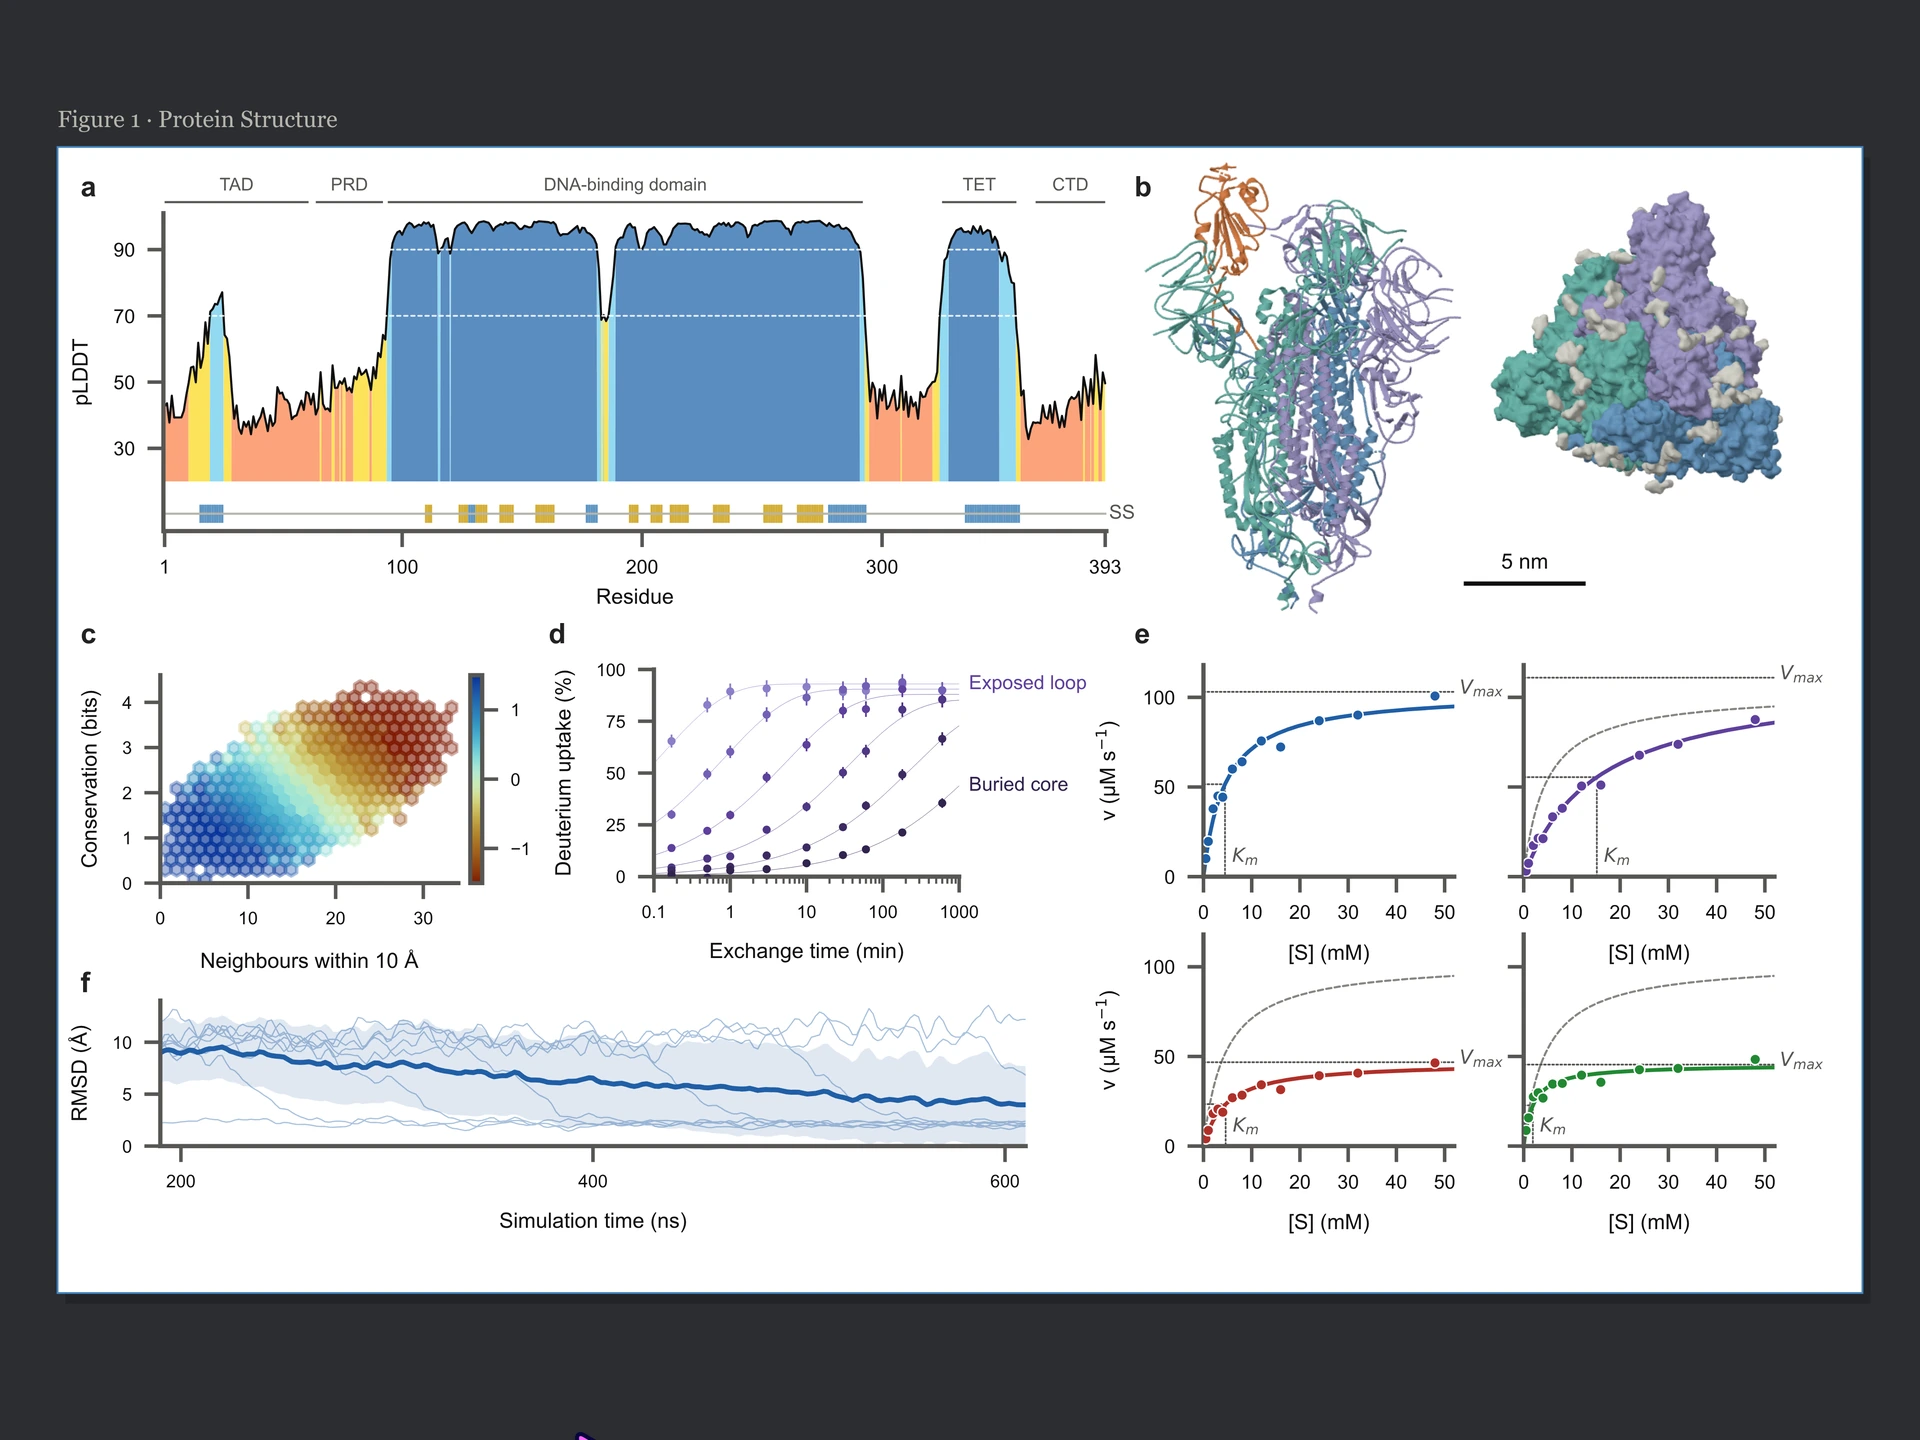 Figure 1 · Protein Structure
a
TAD
PRD
DNA-binding domain
TET
CTD
pLDDT
90
70
50
30
SS
1
100
200
300
393
Residue
b
5 nm
c
Conservation (bits)
4
3
2
1
0
0
10
20
30
Neighbours within 10 Å
1
0
−1
d
Deuterium uptake (%)
100
75
50
25
0
0.1
1
10
100
1000
Exchange time (min)
Exposed loop
Buried core
e
v (µM s⁻¹)
100
50
0
Vmax
Km
0
10
20
30
40
50
[S] (mM)
Vmax
Km
0
10
20
30
40
50
[S] (mM)
v (µM s⁻¹)
100
50
0
Vmax
Km
0
10
20
30
40
50
[S] (mM)
Vmax
Km
0
10
20
30
40
50
[S] (mM)
f
RMSD (Å)
10
5
0
200
400
600
Simulation time (ns)